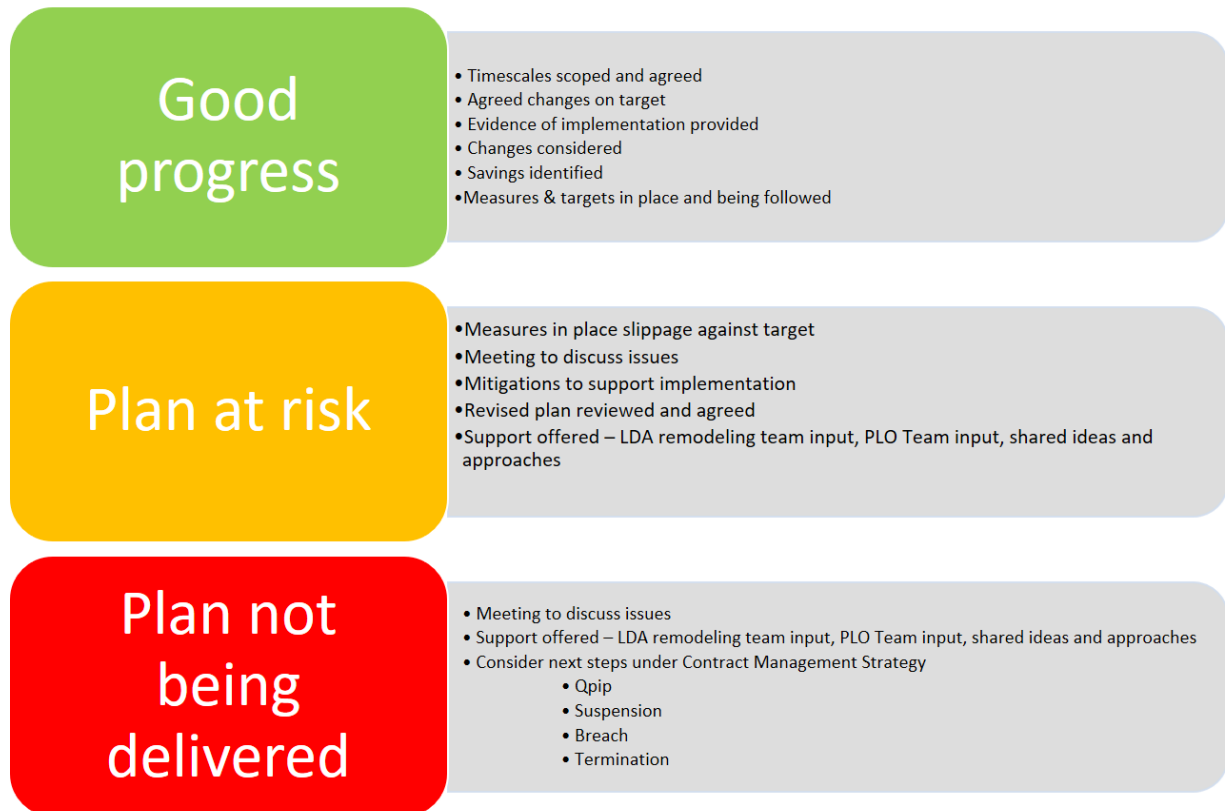 Good
progress
• Timescales scoped and agreed
• Agreed changes on target
• Evidence of implementation provided
• Changes considered
• Savings identified
•Measures & targets in place and being followed
Plan at risk
•Measures in place slippage against target
•Meeting to discuss issues
•Mitigations to support implementation
•Revised plan reviewed and agreed
•Support offered – LDA remodeling team input, PLO Team input, shared ideas and
approaches
Plan not
being
delivered
• Meeting to discuss issues
• Support offered – LDA remodeling team input, PLO Team input, shared ideas and approaches
• Consider next steps under Contract Management Strategy
• Qpip
• Suspension
• Breach
• Termination